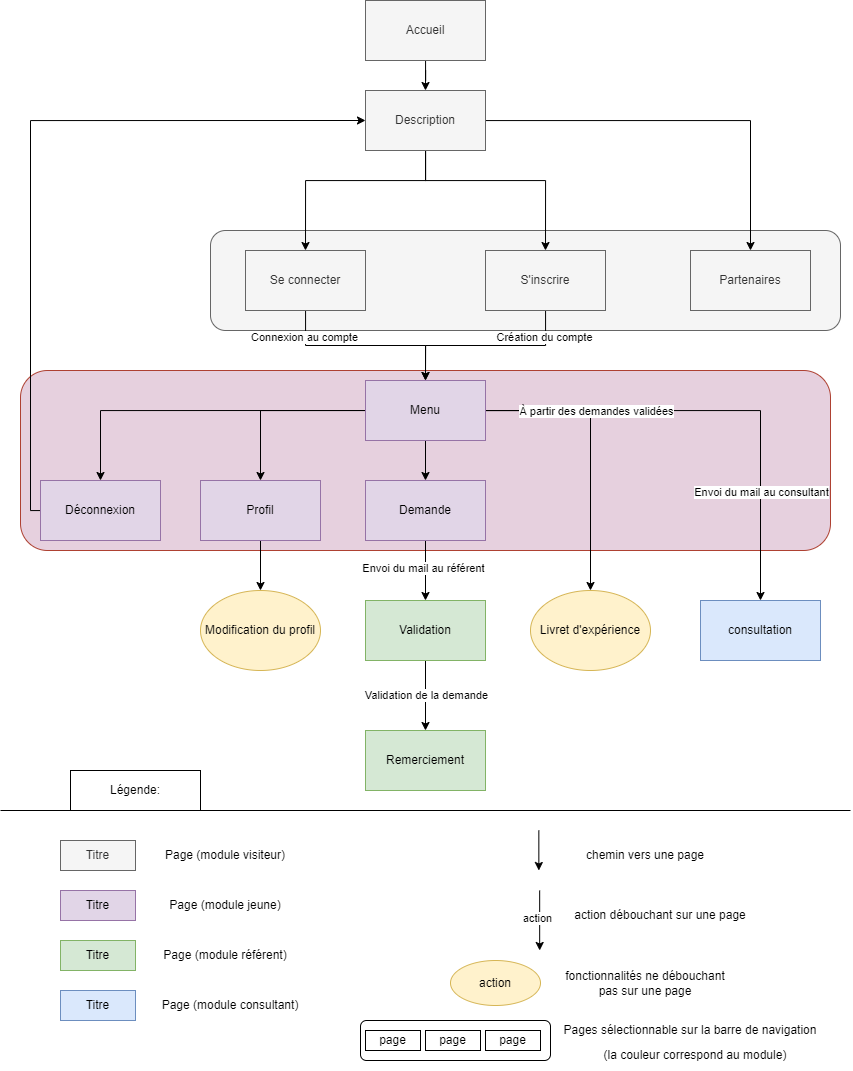 Accueil
Description
Se connecter
S'inscrire
Partenaires
Connexion au compte
Création du compte
Menu
À partir des demandes validées
Envoi du mail au consultant
Déconnexion
Profil
Demande
Envoi du mail au référent
Modification du profil
Validation
Livret d'expérience
consultation
Validation de la demande
Remerciement
Légende:
Titre
Page (module visiteur)
chemin vers une page
Titre
Page (module jeune)
action
action débouchant sur une page
Titre
Page (module référent)
action
fonctionnalités ne débouchant
pas sur une page
Titre
Page (module consultant)
page
page
page
Pages sélectionnable sur la barre de navigation
(la couleur correspond au module)